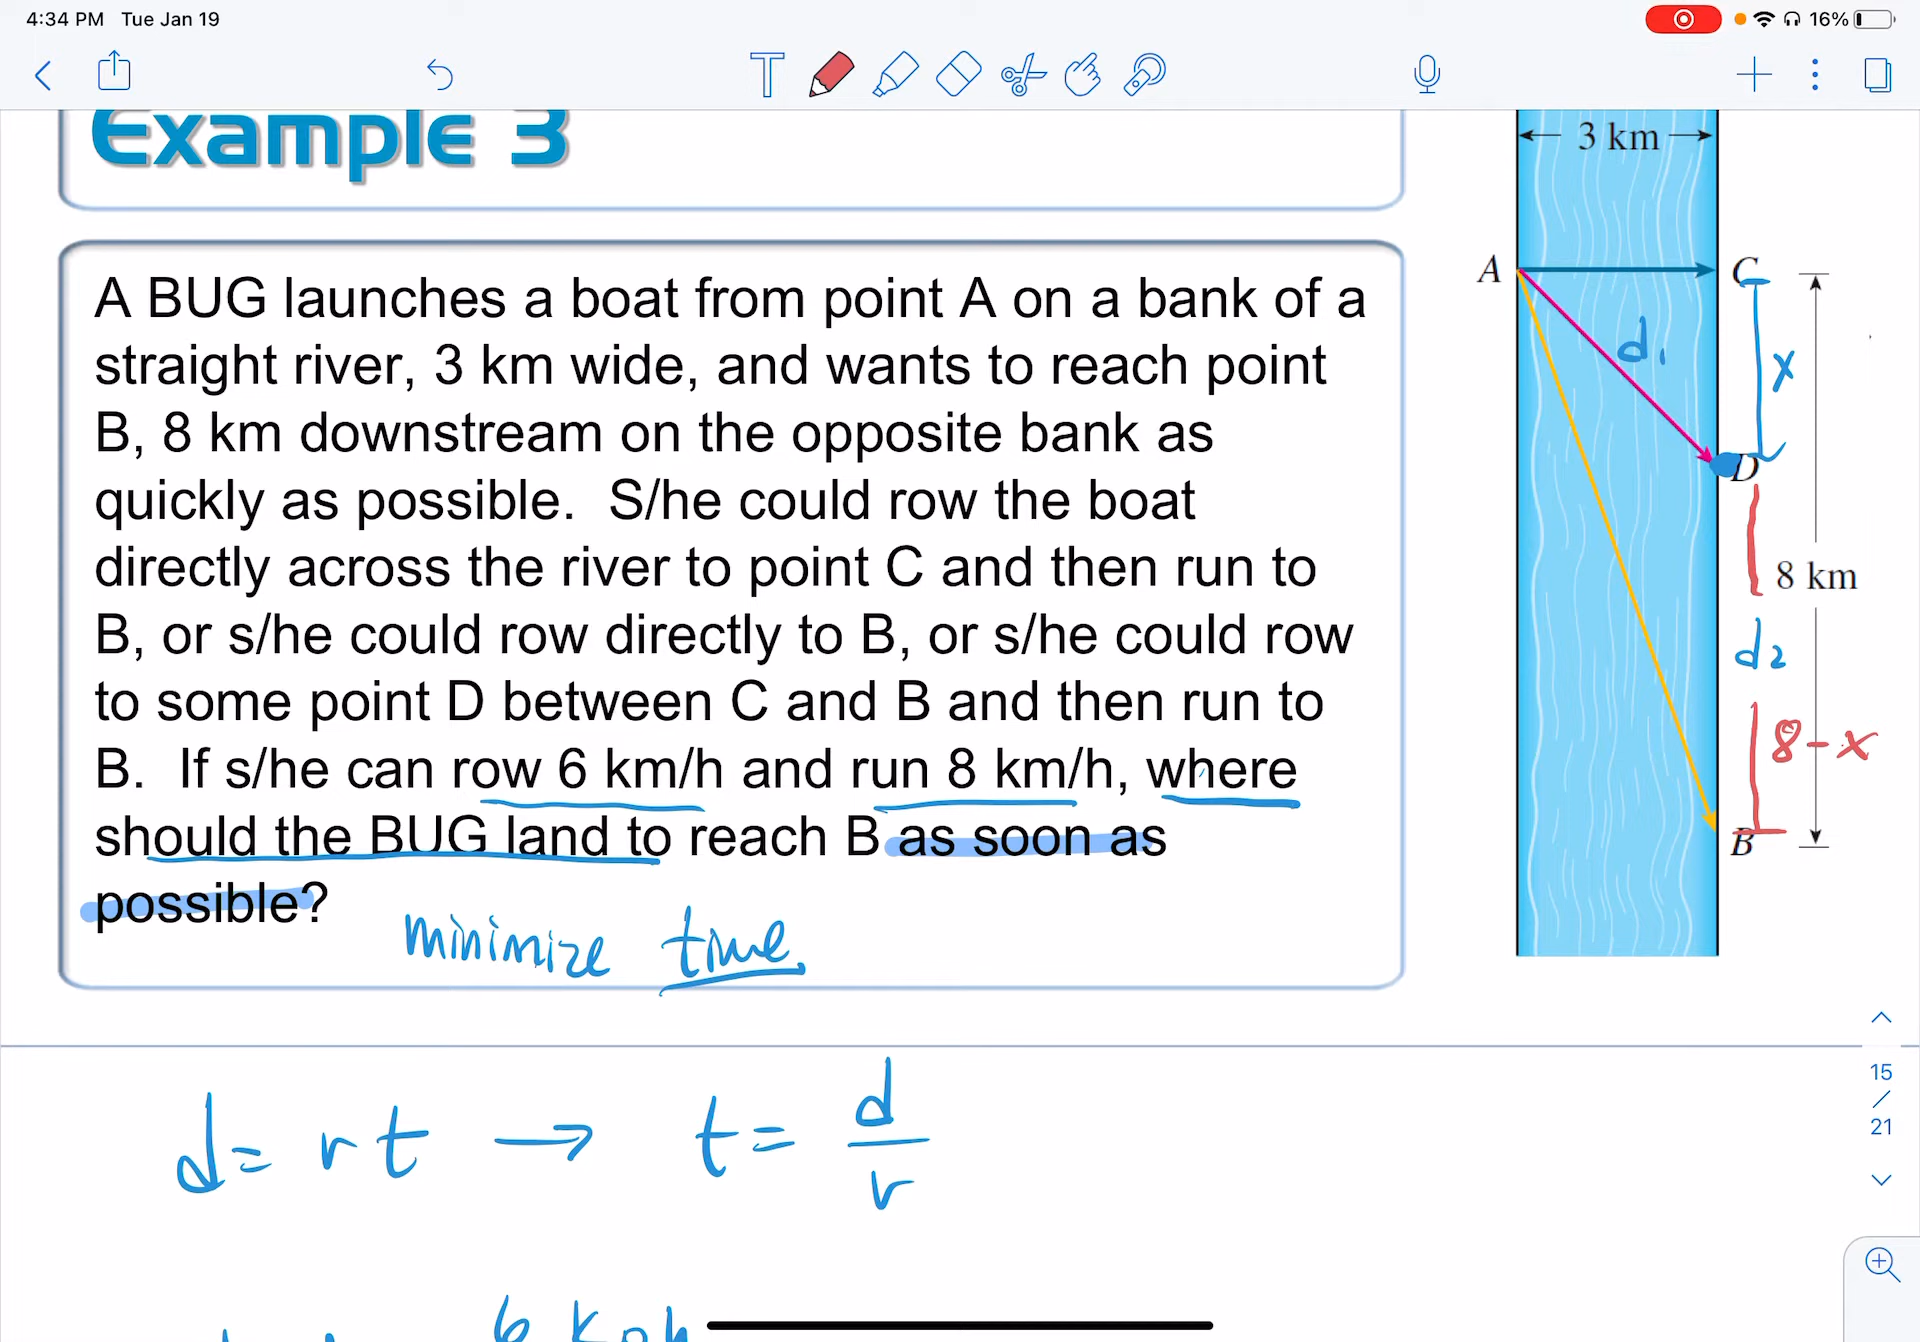 4:34 PM Tue Jan 19
16%
Example 3
3 km
A BUG launches a boat from point A on a bank of a
straight river, 3 km wide, and wants to reach point
B, 8 km downstream on the opposite bank as
quickly as possible. S/he could row the boat
directly across the river to point C and then run to
B, or s/he could row directly to B, or s/he could row
to some point D between C and B and then run to
B. If s/he can row 6 km/h and run 8 km/h, where
should the BUG land to reach B as soon as
possible?
minimize time.
A
C
d1
x
D
8 km
d2
8-x
B
d = rt → t = d/r
6 kph
15
/
21